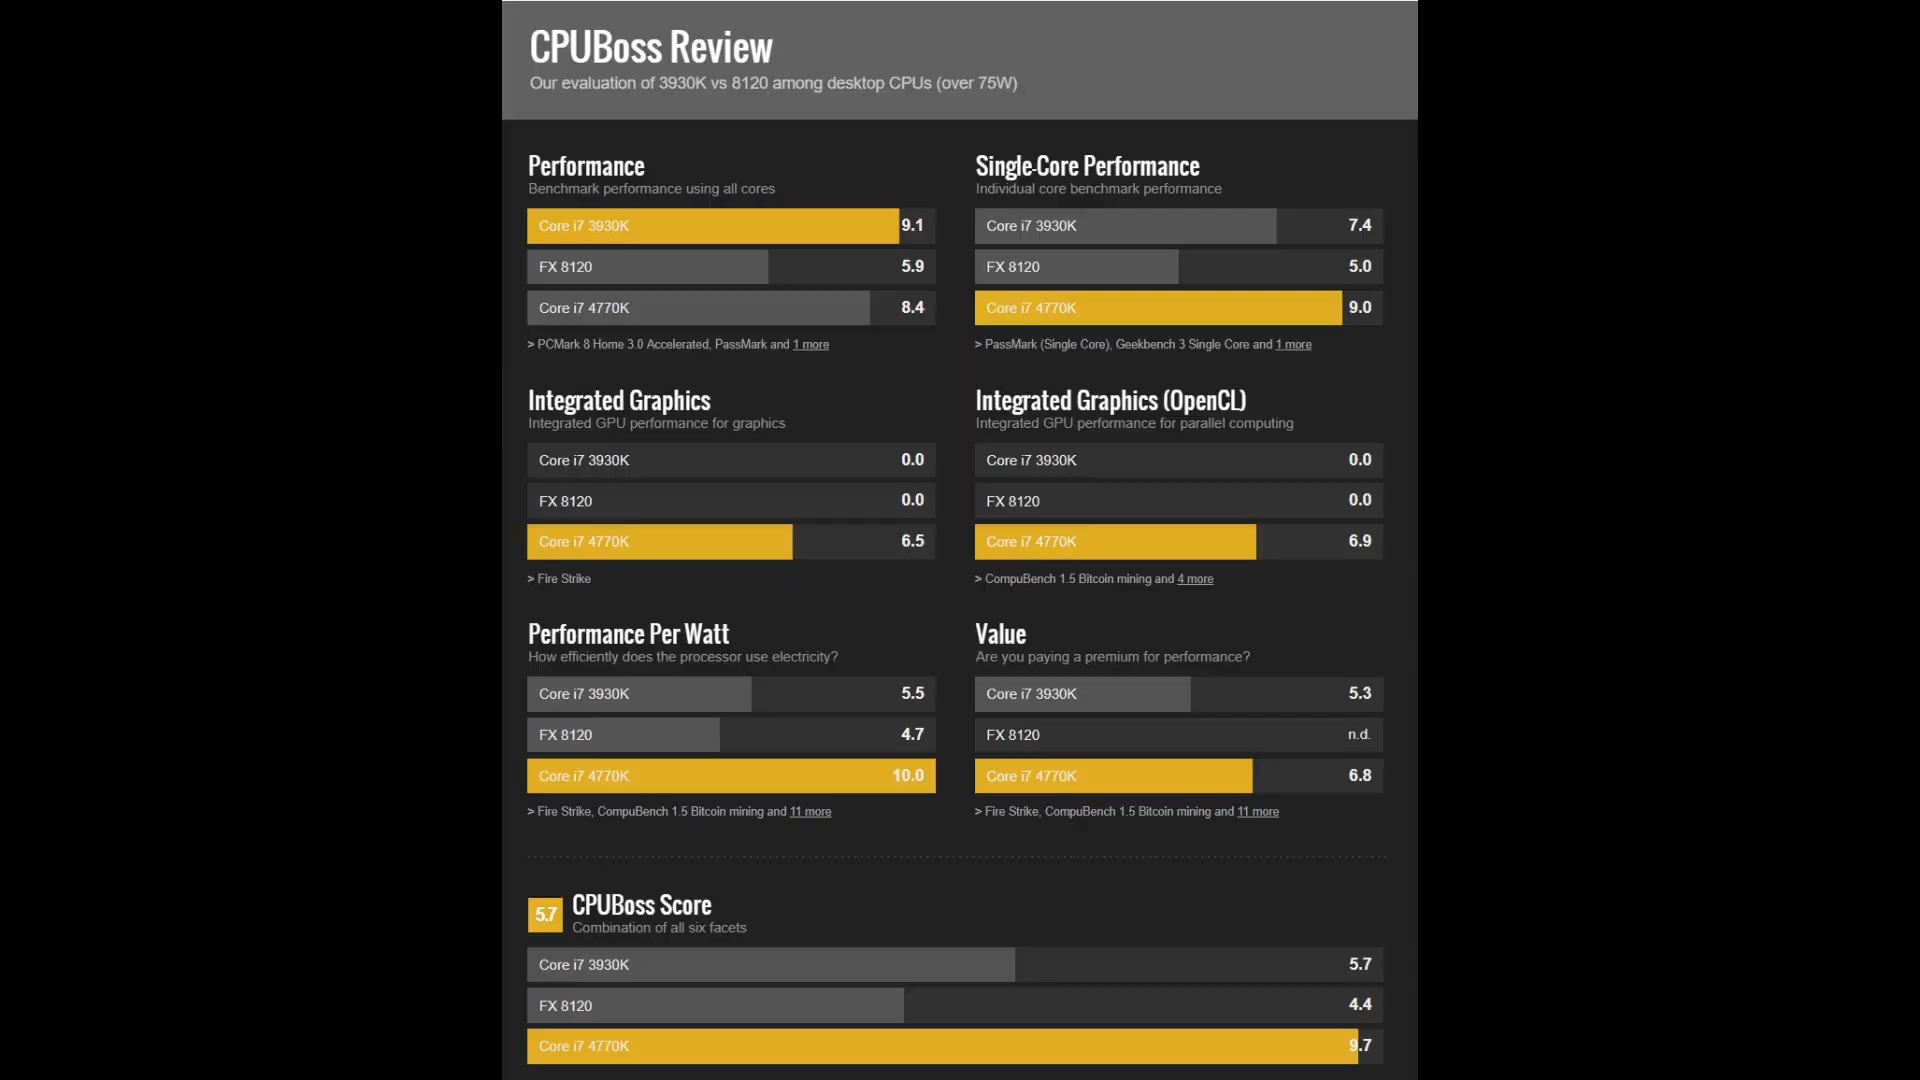 CPUBoss Review
Our evaluation of 3930K vs 8120 among desktop CPUs (over 75W)
Performance
Benchmark performance using all cores
Core i7 3930K 9.1
FX 8120 5.9
Core i7 4770K 8.4
> PCMark 8 Home 3.0 Accelerated, PassMark and 1 more
Single-Core Performance
Individual core benchmark performance
Core i7 3930K 7.4
FX 8120 5.0
Core i7 4770K 9.0
> PassMark (Single Core), Geekbench 3 Single Core and 1 more
Integrated Graphics
Integrated GPU performance for graphics
Core i7 3930K 0.0
FX 8120 0.0
Core i7 4770K 6.5
> Fire Strike
Integrated Graphics (OpenCL)
Integrated GPU performance for parallel computing
Core i7 3930K 0.0
FX 8120 0.0
Core i7 4770K 6.9
> CompuBench 1.5 Bitcoin mining and 4 more
Performance Per Watt
How efficiently does the processor use electricity?
Core i7 3930K 5.5
FX 8120 4.7
Core i7 4770K 10.0
> Fire Strike, CompuBench 1.5 Bitcoin mining and 11 more
Value
Are you paying a premium for performance?
Core i7 3930K 5.3
FX 8120 n.d.
Core i7 4770K 6.8
> Fire Strike, CompuBench 1.5 Bitcoin mining and 11 more
5.7 CPUBoss Score
Combination of all six facets
Core i7 3930K 5.7
FX 8120 4.4
Core i7 4770K 9.7